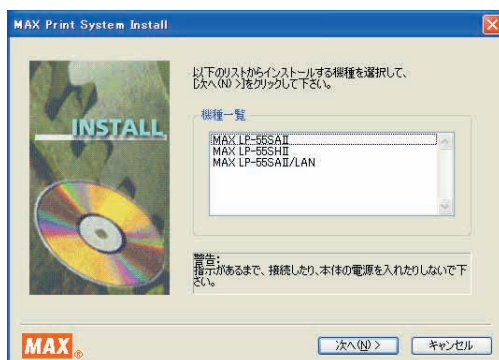 MAX Print System Install
INSTALL
以下のリストからインストールする機種を選択して、
[次へ(N) >]をクリックして下さい。
機種一覧
MAX LP-55SAⅡ
MAX LP-55SHⅡ
MAX LP-55SAⅡ/LAN
警告:
指示があるまで、接続したり、本体の電源を入れたりしないで下
さい。
MAX®
次へ(N) >
キャンセル